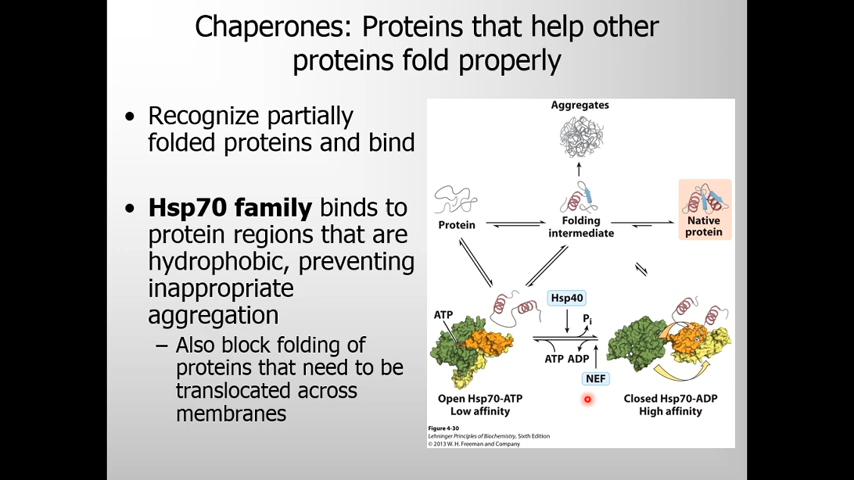 Chaperones: Proteins that help other
proteins fold properly
• Recognize partially
folded proteins and bind
• Hsp70 family binds to
protein regions that are
hydrophobic, preventing
inappropriate
aggregation
– Also block folding of
proteins that need to be
translocated across
membranes
Aggregates
Protein
Folding
intermediate
Native
protein
Hsp40
ATP
Pi
ATP ADP
NEF
Open Hsp70-ATP
Low affinity
Closed Hsp70-ADP
High affinity
Figure 4-30
Lehninger Principles of Biochemistry, Sixth Edition
© 2013 W. H. Freeman and Company